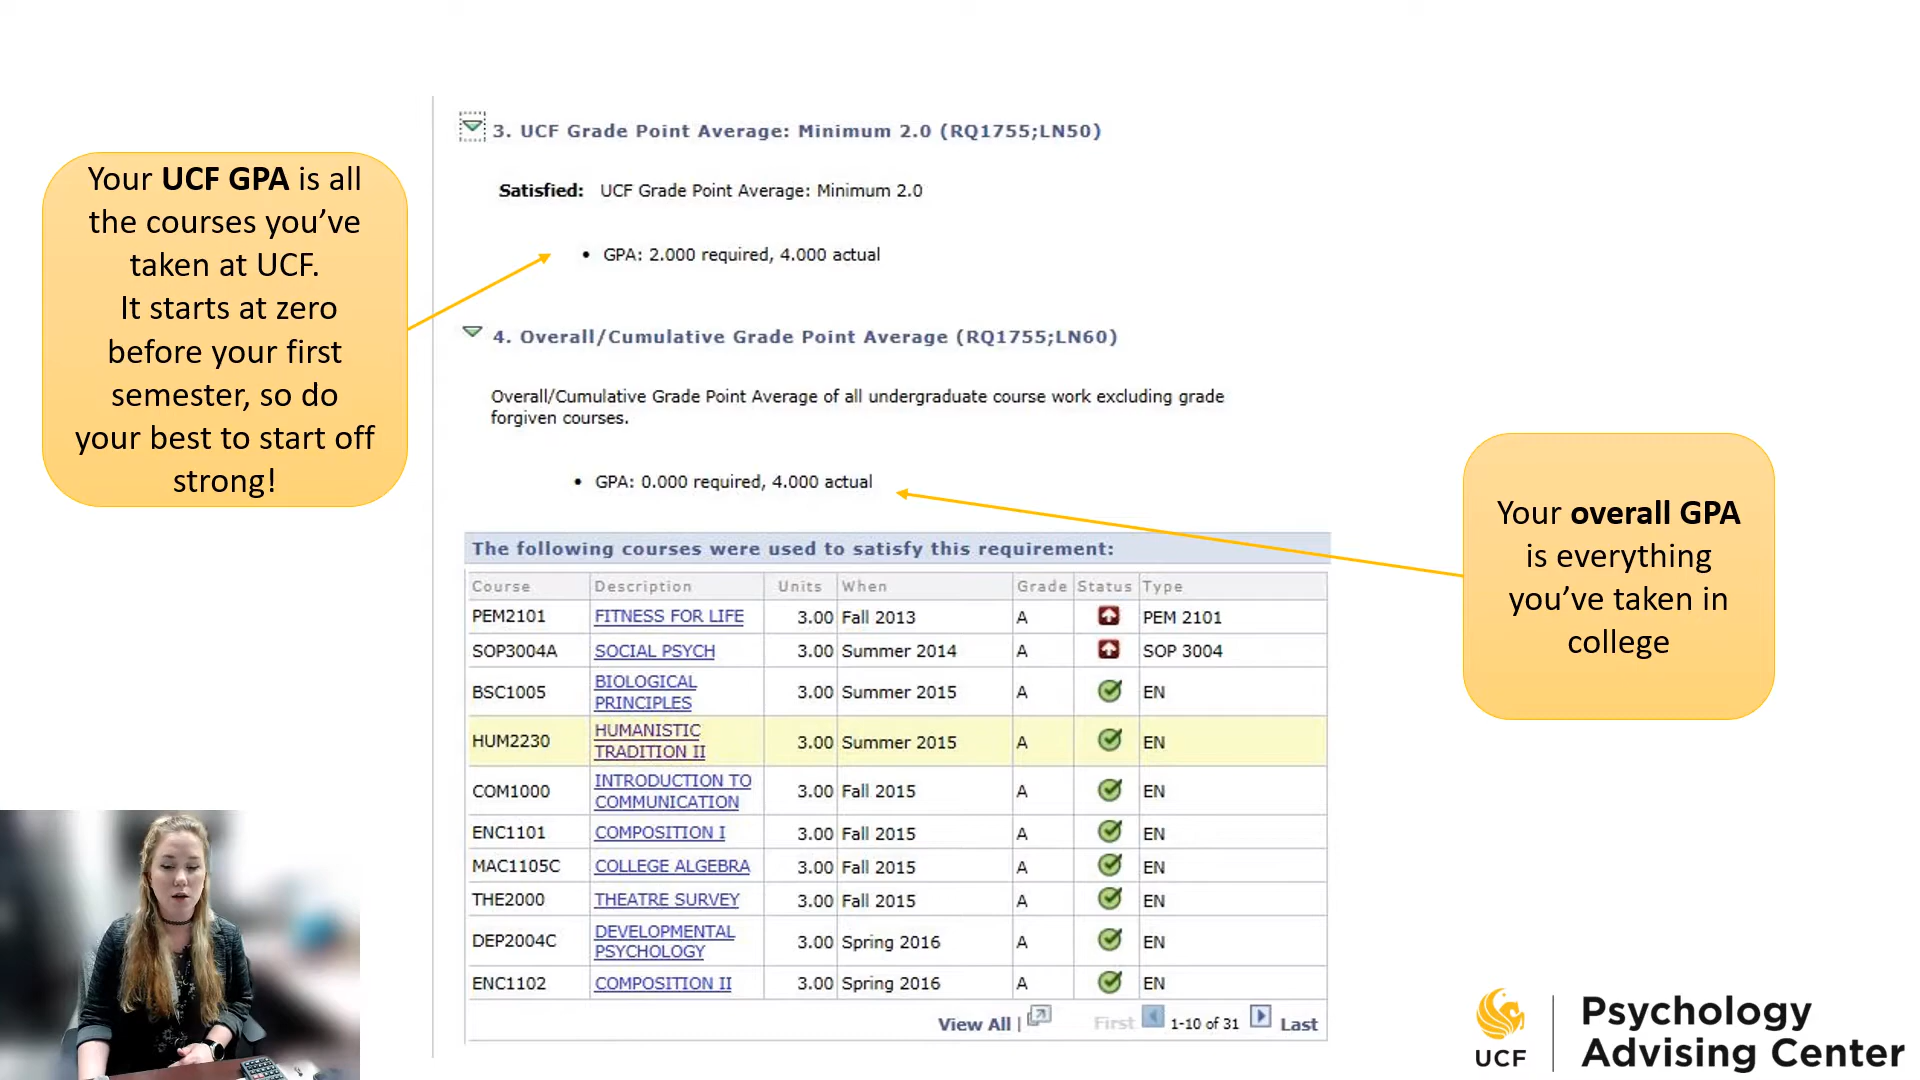 Your UCF GPA is all
the courses you’ve
taken at UCF.
It starts at zero
before your first
semester, so do
your best to start off
strong!
3. UCF Grade Point Average: Minimum 2.0 (RQ1755;LN50)
Satisfied: UCF Grade Point Average: Minimum 2.0
• GPA: 2.000 required, 4.000 actual
4. Overall/Cumulative Grade Point Average (RQ1755;LN60)
Overall/Cumulative Grade Point Average of all undergraduate course work excluding grade
forgiven courses.
• GPA: 0.000 required, 4.000 actual
Your overall GPA
is everything
you’ve taken in
college
The following courses were used to satisfy this requirement:
Course Description Units When Grade Status Type
PEM2101 FITNESS FOR LIFE 3.00 Fall 2013 A PEM 2101
SOP3004A SOCIAL PSYCH 3.00 Summer 2014 A SOP 3004
BSC1005 BIOLOGICAL PRINCIPLES 3.00 Summer 2015 A EN
HUM2230 HUMANISTIC TRADITION II 3.00 Summer 2015 A EN
COM1000 INTRODUCTION TO COMMUNICATION 3.00 Fall 2015 A EN
ENC1101 COMPOSITION I 3.00 Fall 2015 A EN
MAC1105C COLLEGE ALGEBRA 3.00 Fall 2015 A EN
THE2000 THEATRE SURVEY 3.00 Fall 2015 A EN
DEP2004C DEVELOPMENTAL PSYCHOLOGY 3.00 Spring 2016 A EN
ENC1102 COMPOSITION II 3.00 Spring 2016 A EN
View All | First 1-10 of 31 Last
UCF
Psychology
Advising Center